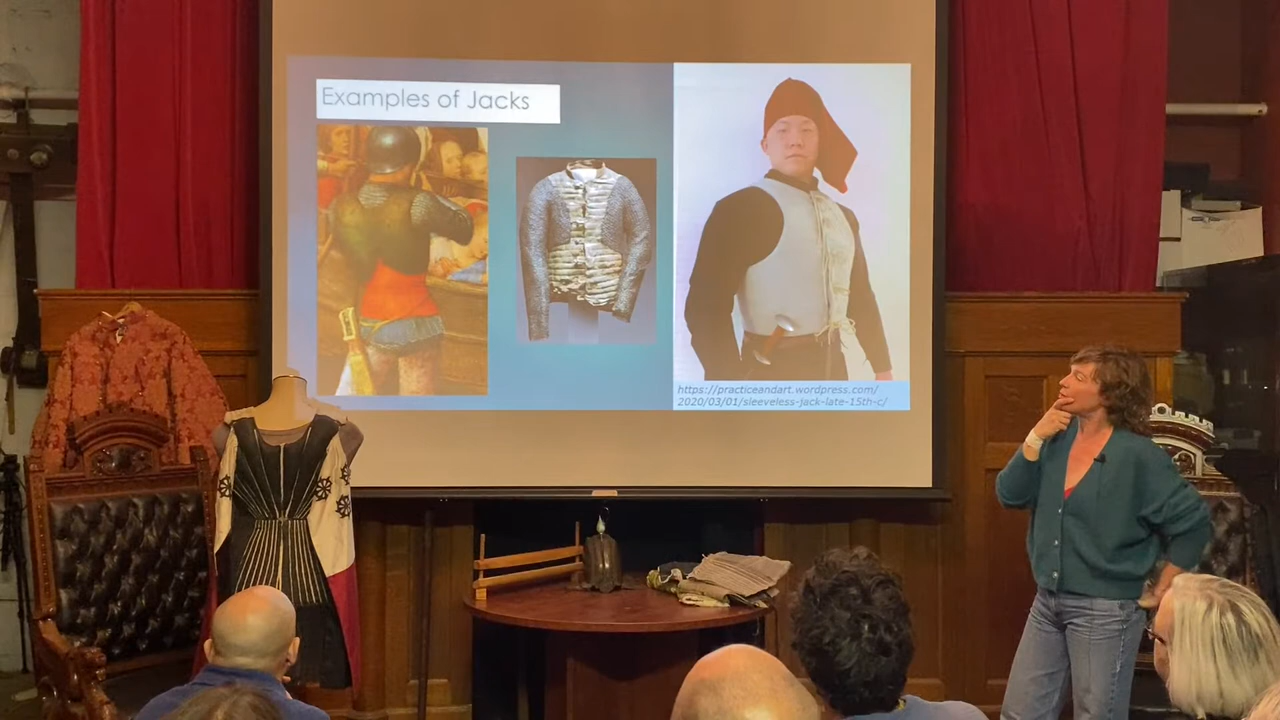 Examples of Jacks
https://practiceandart.wordpress.com/
2020/03/01/sleeveless-jack-late-15th-c/